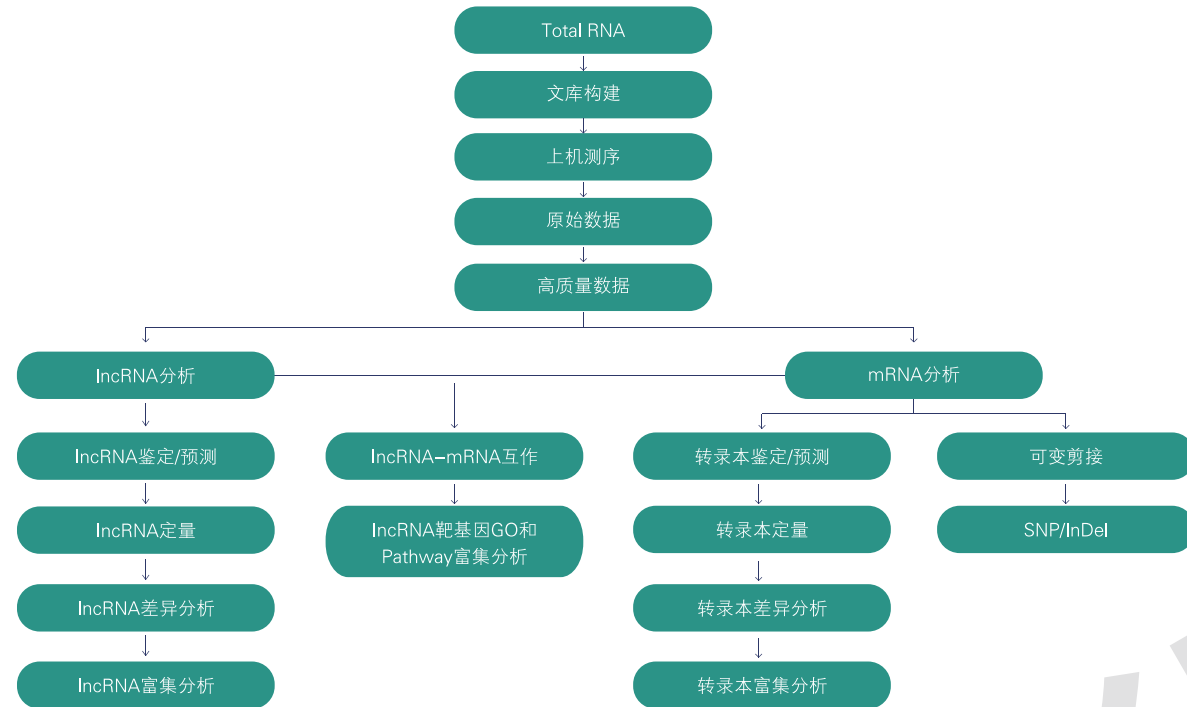 Total RNA
文库构建
上机测序
原始数据
高质量数据
lncRNA分析
mRNA分析
lncRNA鉴定/预测
lncRNA-mRNA互作
转录本鉴定/预测
可变剪接
lncRNA定量
lncRNA靶基因GO和
Pathway富集分析
转录本定量
SNP/InDel
lncRNA差异分析
转录本差异分析
lncRNA富集分析
转录本富集分析